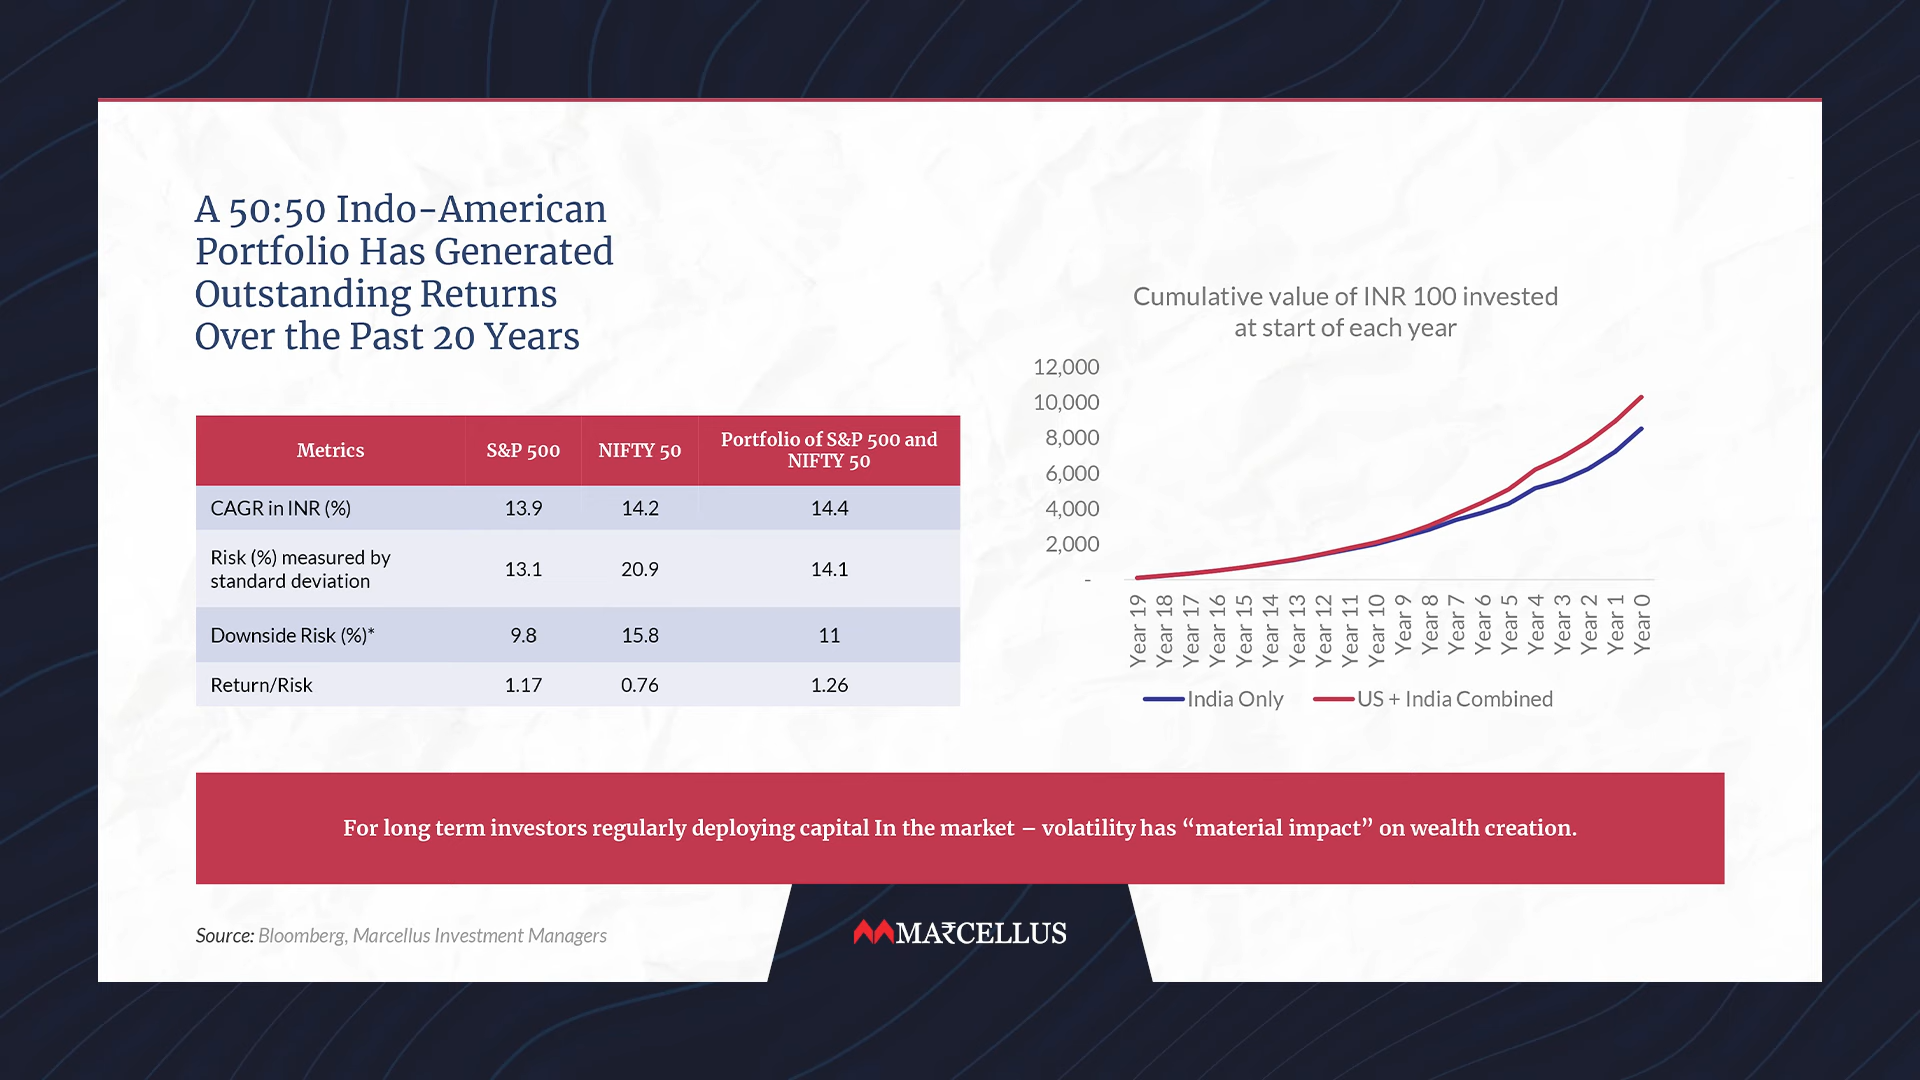 A 50:50 Indo-American
Portfolio Has Generated
Outstanding Returns
Over the Past 20 Years
Metrics S&P 500 NIFTY 50 Portfolio of S&P 500 and
NIFTY 50
CAGR in INR (%) 13.9 14.2 14.4
Risk (%) measured by
standard deviation 13.1 20.9 14.1
Downside Risk (%)* 9.8 15.8 11
Return/Risk 1.17 0.76 1.26
Cumulative value of INR 100 invested
at start of each year
12,000
10,000
8,000
6,000
4,000
2,000
-
Year 19
Year 18
Year 17
Year 16
Year 15
Year 14
Year 13
Year 12
Year 11
Year 10
Year 9
Year 8
Year 7
Year 6
Year 5
Year 4
Year 3
Year 2
Year 1
Year 0
India Only US + India Combined
For long term investors regularly deploying capital In the market – volatility has “material impact” on wealth creation.
Source: Bloomberg, Marcellus Investment Managers
MA₹CELLUS